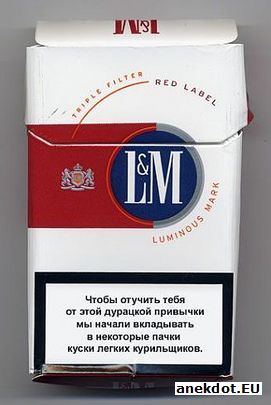 L&M
TRIPLE FILTER RED LABEL
L&M
LUMINOUS MARK
Чтобы отучить тебя
от этой дурацкой привычки
мы начали вкладывать
в некоторые пачки
куски легких курильщиков.
L&M
anekdot.EU